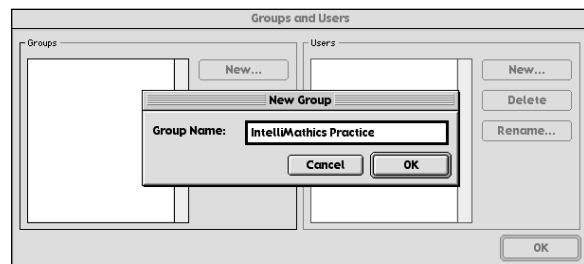 Groups and Users
Groups
Users
New...
New...
Delete
Rename...
New Group
Group Name: IntelliMathics Practice
Cancel
OK
OK